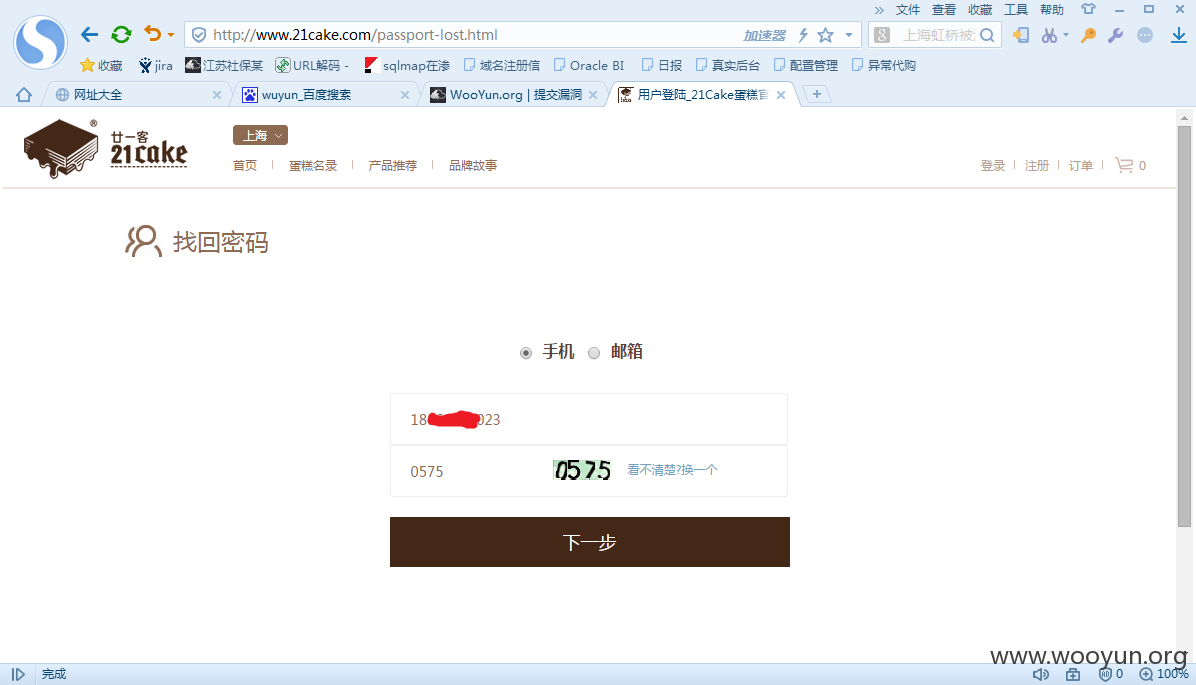 文件 查看 收藏 工具 帮助
http://www.21cake.com/passport-lost.html 加速器 上海虹桥被
收藏 jira 江苏社保某 URL解码 - sqlmap在渗 域名注册信 Oracle BI 日报 真实后台 配置管理 异常代购
网址大全 wuyun_百度搜索 WooYun.org | 提交漏洞 用户登陆_21Cake蛋糕官
廿一客
21cake
上海
首页 蛋糕名录 产品推荐 品牌故事
登录 注册 订单 0
找回密码
手机 邮箱
18 023
0575 0575 看不清楚?换一个
下一步
www.wooyun.org
完成 0 100%